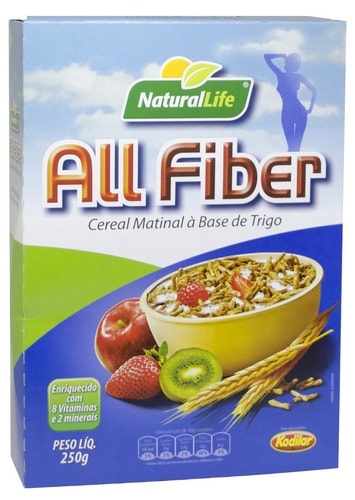 NaturalLife®
All Fiber
Cereal Matinal à Base de Trigo
Enriquecido
com
8 Vitaminas
e 2 minerais
PESO LÍQ.
250g
Kodilar